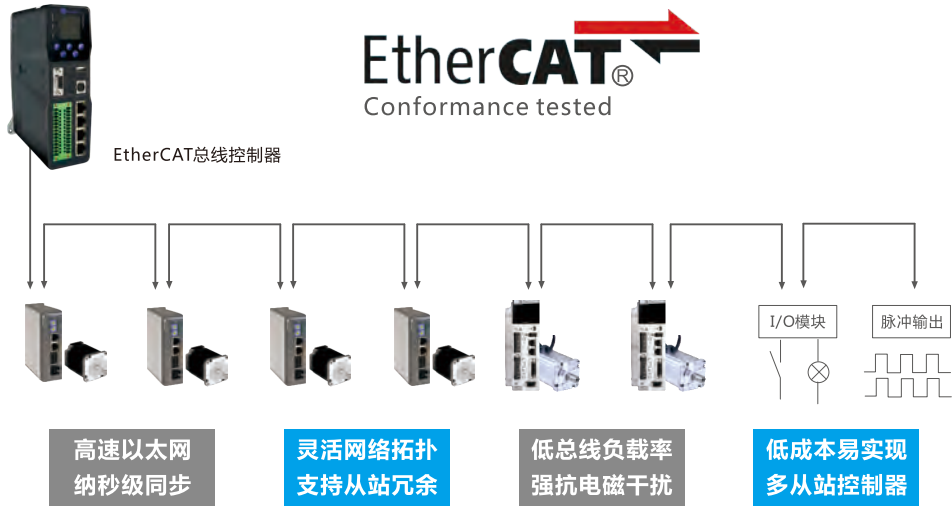 EtherCAT®
Conformance tested
EtherCAT总线控制器
I/O模块
脉冲输出
高速以太网
纳秒级同步
灵活网络拓扑
支持从站冗余
低总线负载率
强抗电磁干扰
低成本易实现
多从站控制器